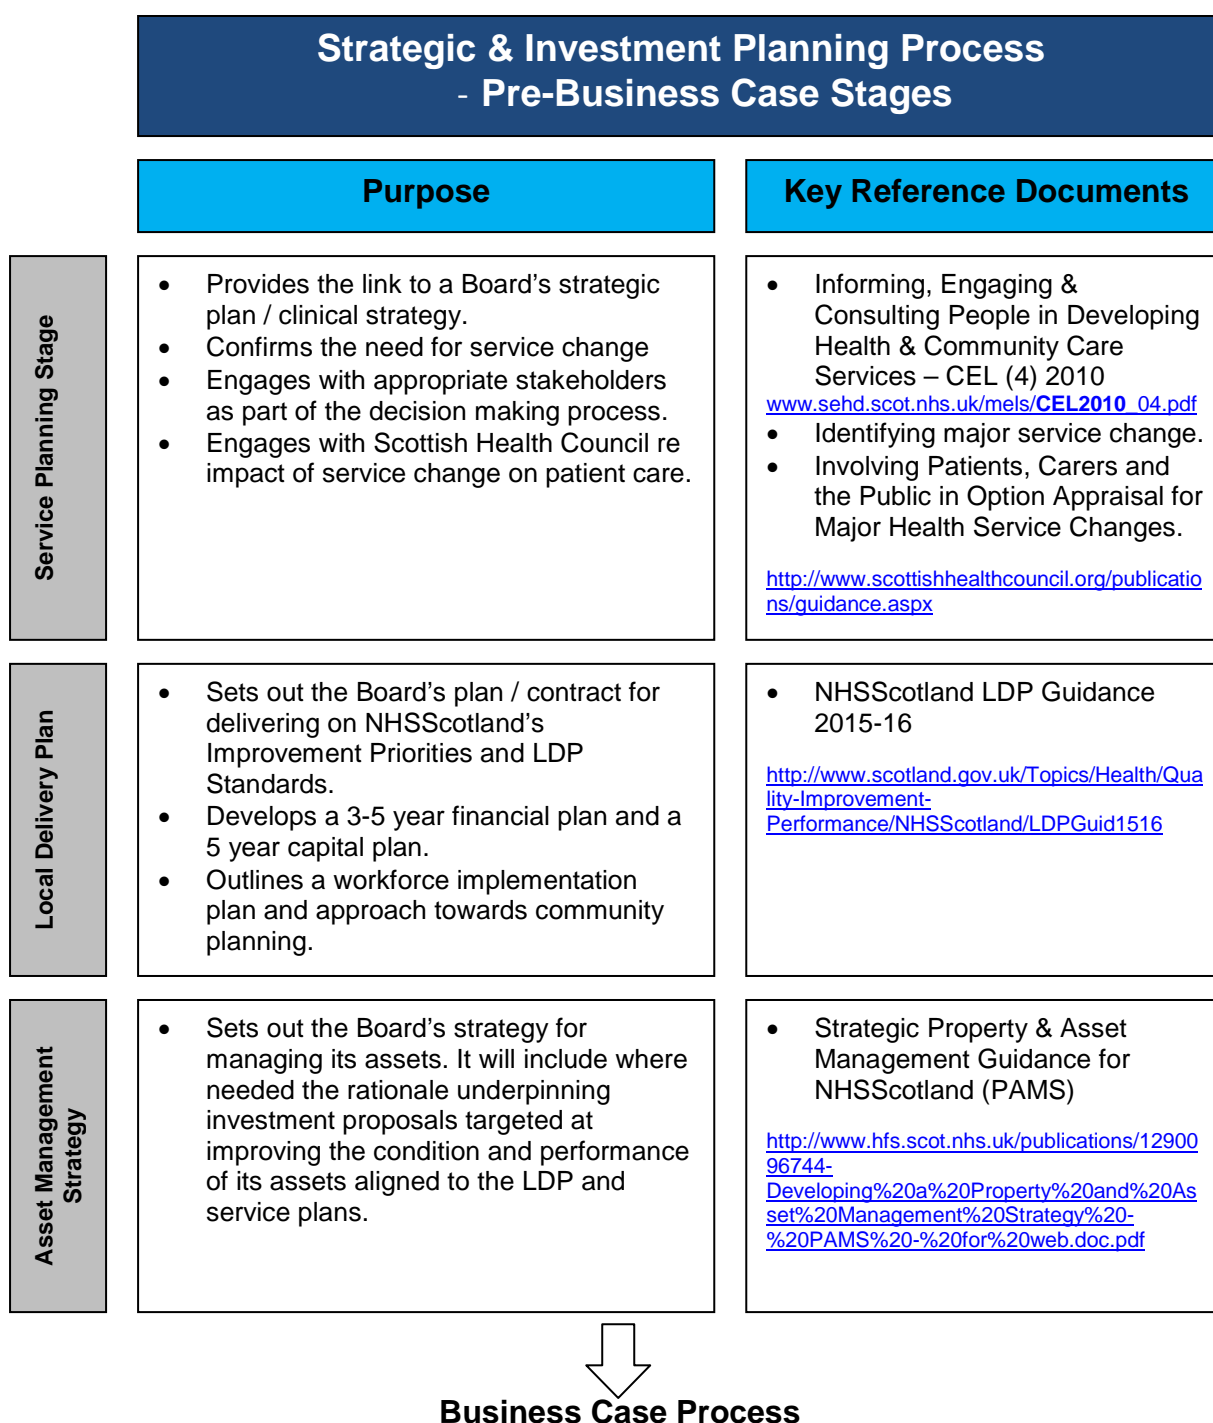 Strategic & Investment Planning Process
- Pre-Business Case Stages
Purpose
Key Reference Documents
Service Planning Stage
• Provides the link to a Board's strategic
plan / clinical strategy.
• Confirms the need for service change
• Engages with appropriate stakeholders
as part of the decision making process.
• Engages with Scottish Health Council re
impact of service change on patient care.
• Informing, Engaging &
Consulting People in Developing
Health & Community Care
Services – CEL (4) 2010
www.sehd.scot.nhs.uk/mels/CEL2010_04.pdf
• Identifying major service change.
• Involving Patients, Carers and
the Public in Option Appraisal for
Major Health Service Changes.
http://www.scottishhealthcouncil.org/publicatio
ns/guidance.aspx
Local Delivery Plan
• Sets out the Board's plan / contract for
delivering on NHSScotland's
Improvement Priorities and LDP
Standards.
• Develops a 3-5 year financial plan and a
5 year capital plan.
• Outlines a workforce implementation
plan and approach towards community
planning.
• NHSScotland LDP Guidance
2015-16
http://www.scotland.gov.uk/Topics/Health/Qua
lity-Improvement-
Performance/NHSScotland/LDPGuid1516
Asset Management
Strategy
• Sets out the Board's strategy for
managing its assets. It will include where
needed the rationale underpinning
investment proposals targeted at
improving the condition and performance
of its assets aligned to the LDP and
service plans.
• Strategic Property & Asset
Management Guidance for
NHSScotland (PAMS)
http://www.hfs.scot.nhs.uk/publications/12900
96744-
Developing%20a%20Property%20and%20As
set%20Management%20Strategy%20-
%20PAMS%20-%20for%20web.doc.pdf
Business Case Process